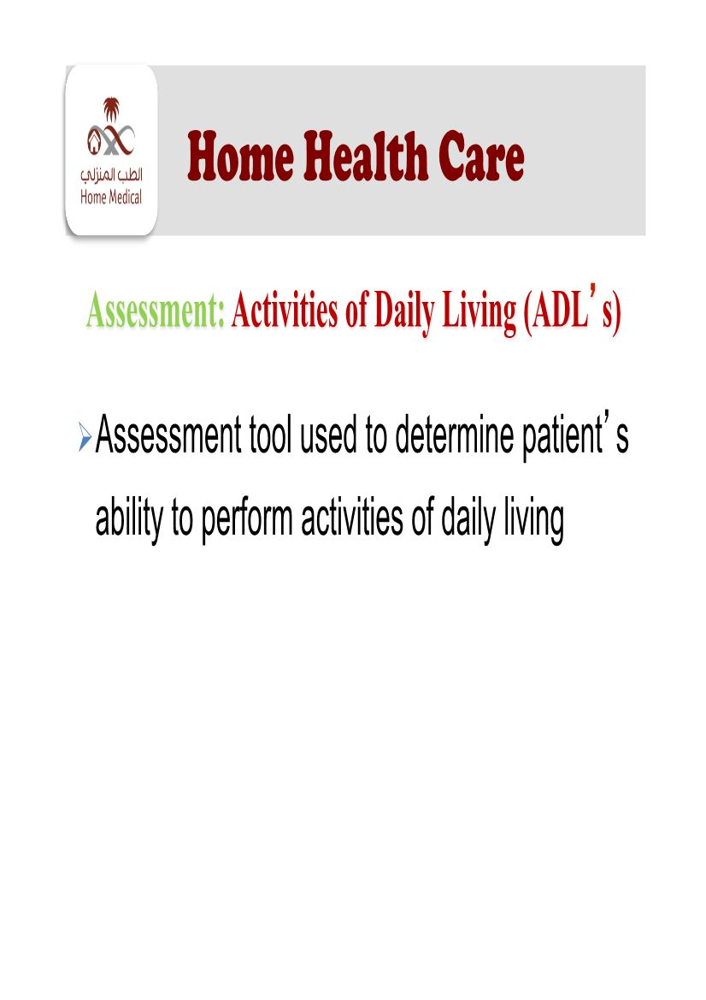 الطب المنزلي
Home Medical
Home Health Care
Assessment: Activities of Daily Living (ADL’s)
Assessment tool used to determine patient’s
ability to perform activities of daily living